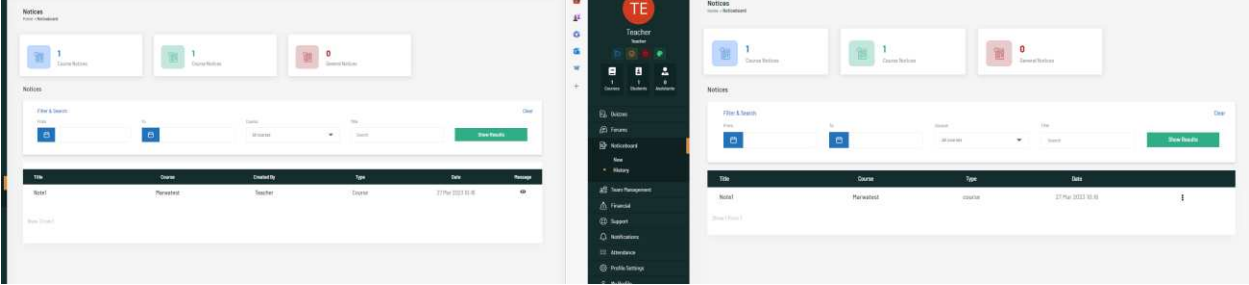 Notices
Home > Noticeboard
1
Course Notices
1
Course Notices
0
General Notices
Notices
Filter & Search
Clear
From
To
Course
Title
All courses
Search
Show Results
Title Course Created By Type Date Message
Note1 Marwatest Teacher Course 27 Mar 2023 10:16
TE
Teacher
Teacher
1
Courses
1
Students
0
Assistants
Quizzes
Forums
Noticeboard
New
History
Team Management
Financial
Support
Notifications
Attendance
Profile Settings
My Profile
Notices
Home > Noticeboard
1
Course Notices
1
Course Notices
0
General Notices
Notices
Filter & Search
Clear
From
To
Title
All courses
Search
Show Results
Title Course Type Date
Note1 Marwatest course 27 Mar 2023 10:16